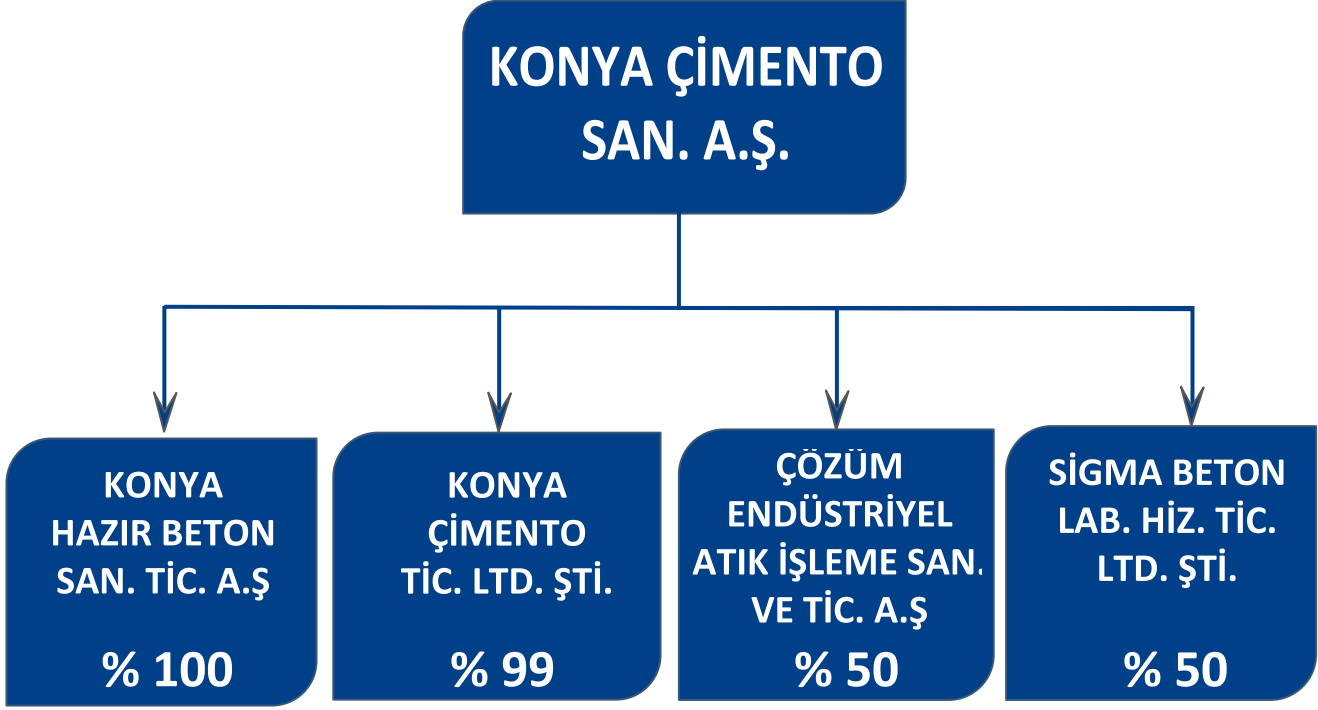 KONYA ÇİMENTO
SAN. A.Ş.
KONYA
HAZIR BETON
SAN. TİC. A.Ş
% 100
KONYA
ÇİMENTO
TİC. LTD. ŞTİ.
% 99
ÇÖZÜM
ENDÜSTRİYEL
ATIK İŞLEME SAN.
VE TİC. A.Ş
% 50
SİGMA BETON
LAB. HİZ. TİC.
LTD. ŞTİ.
% 50